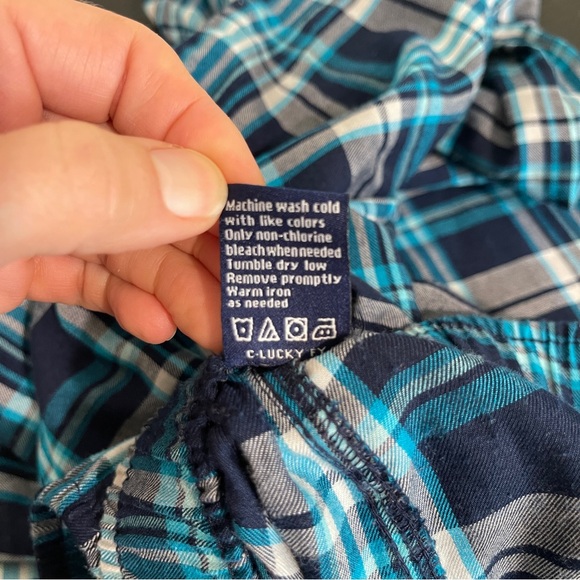 Machine wash cold
with like colors
Only non-chlorine
bleach when needed
Tumble dry low
Remove promptly
Warm iron
as needed
C-LUCKY